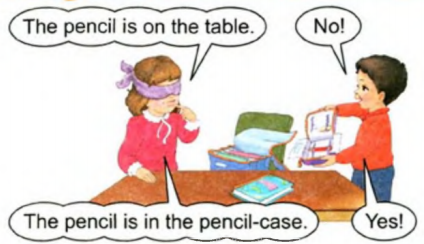 The pencil is on the table.
No!
The pencil is in the pencil-case.
Yes!